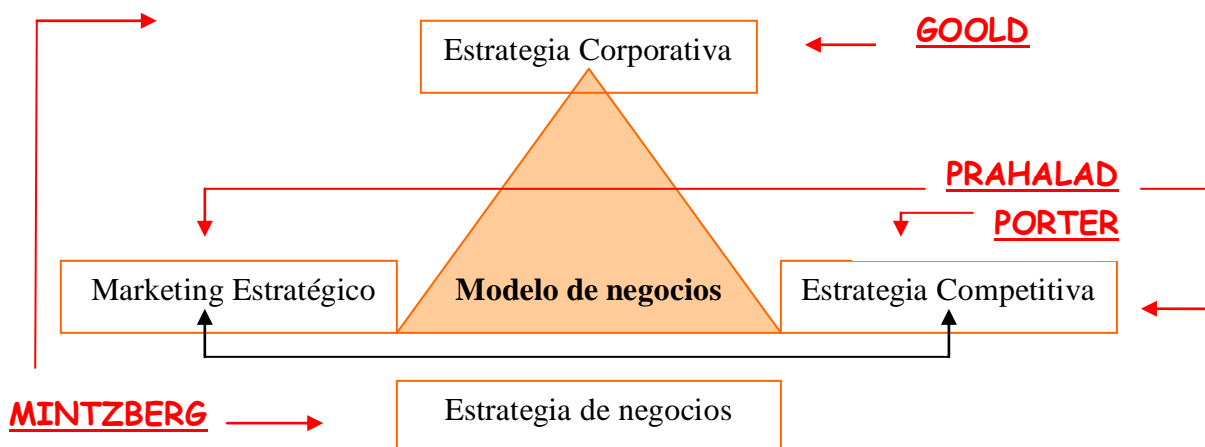 GOOLD
Estrategia Corporativa
PRAHALAD
PORTER
Marketing Estratégico
Modelo de negocios
Estrategia Competitiva
MINTZBERG
Estrategia de negocios